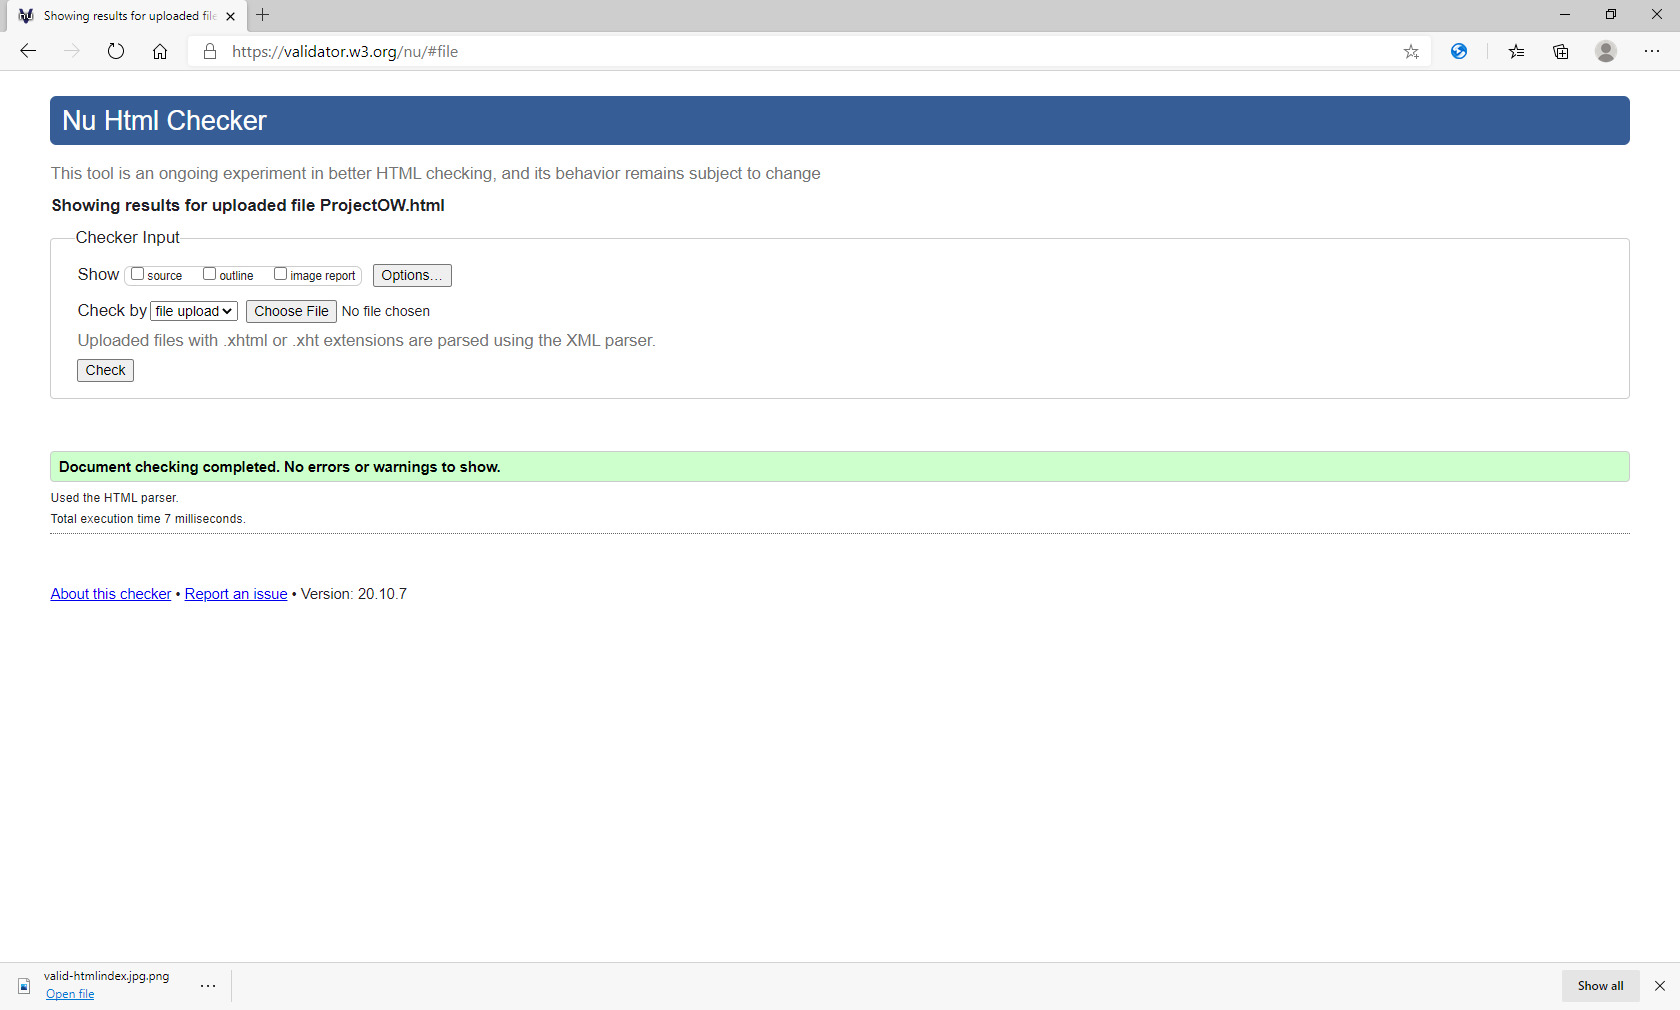 Showing results for uploaded file
https://validator.w3.org/nu/#file
Nu Html Checker
This tool is an ongoing experiment in better HTML checking, and its behavior remains subject to change
Showing results for uploaded file ProjectOW.html
Checker Input
Show source outline image report Options...
Check by file upload Choose File No file chosen
Uploaded files with .xhtml or .xht extensions are parsed using the XML parser.
Check
Document checking completed. No errors or warnings to show.
Used the HTML parser.
Total execution time 7 milliseconds.
About this checker • Report an issue • Version: 20.10.7
valid-htmlindex.jpg.png
Open file
Show all